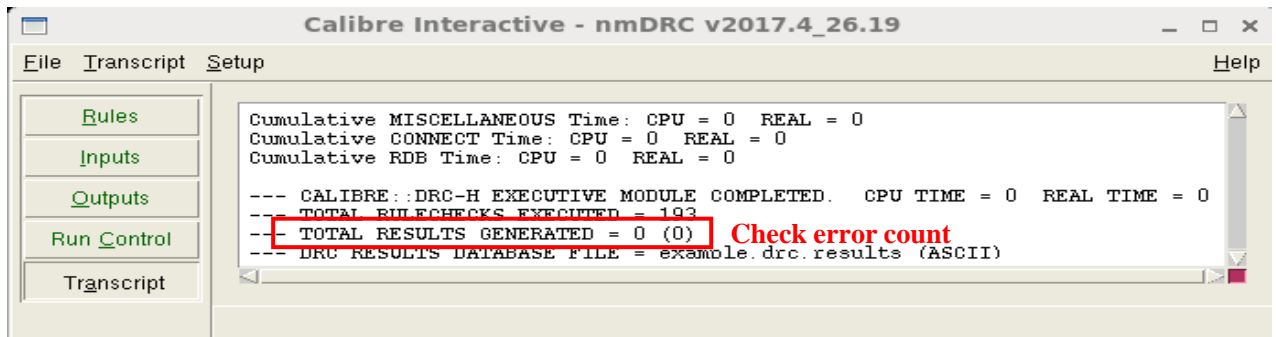 Calibre Interactive - nmDRC v2017.4_26.19
File Transcript Setup Help
Rules
Inputs
Outputs
Run Control
Transcript
Cumulative MISCELLANEOUS Time: CPU = 0 REAL = 0
Cumulative CONNECT Time: CPU = 0 REAL = 0
Cumulative RDB Time: CPU = 0 REAL = 0
--- CALIBRE::DRC-H EXECUTIVE MODULE COMPLETED. CPU TIME = 0 REAL TIME = 0
--- TOTAL RULECHECKS EXECUTED = 193
--- TOTAL RESULTS GENERATED = 0 (0) Check error count
--- DRC RESULTS DATABASE FILE = example.drc.results (ASCII)